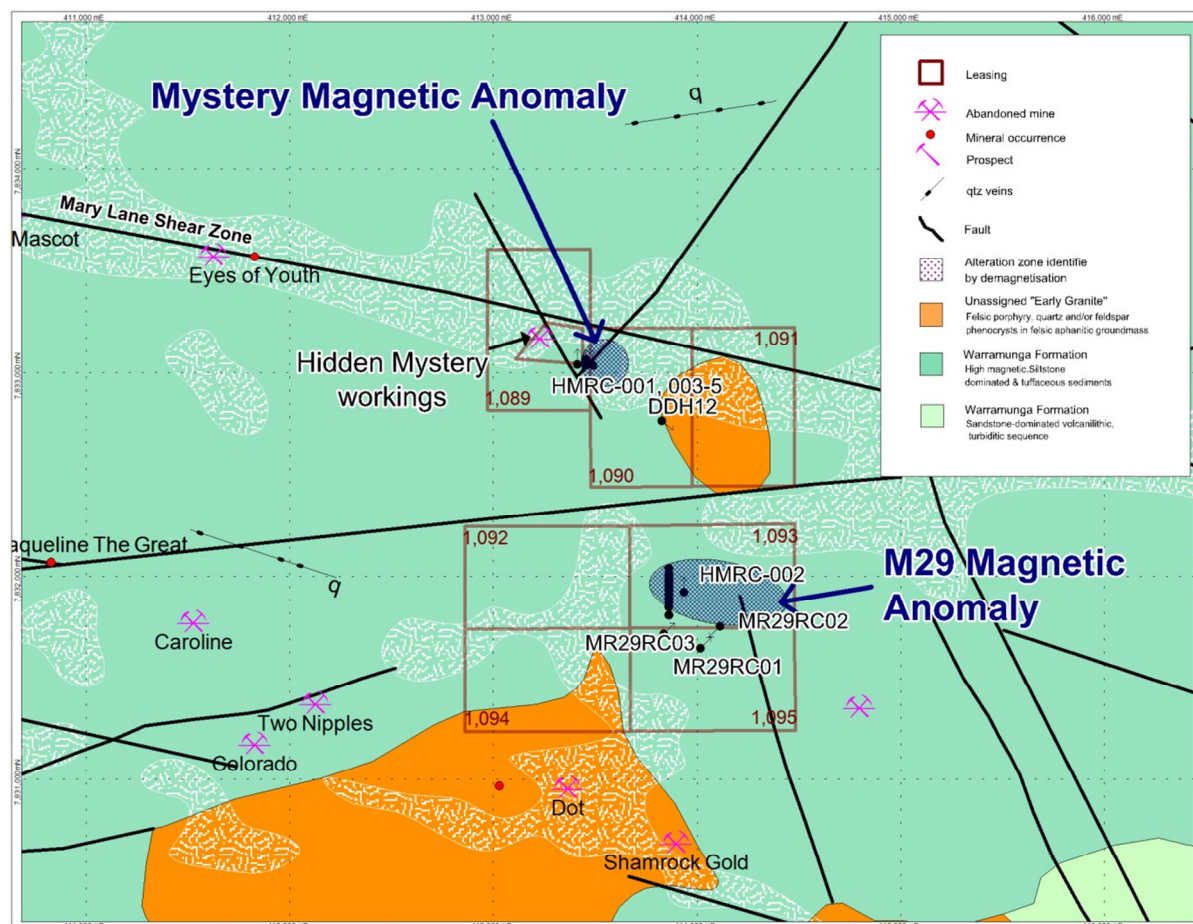 411,000 mE
412,000 mE
413,000 mE
414,000 mE
415,000 mE
416,000 mE
7,834,000 mN
7,833,000 mN
7,832,000 mN
7,831,000 mN
Mystery Magnetic Anomaly
q
Mary Lane Shear Zone
Mascot
Eyes of Youth
Hidden Mystery
workings
1,089
1,091
HMRC-001, 003-5
DDH12
1,090
aqueline The Great
q
1,092
1,093
HMRC-002
M29 Magnetic
Anomaly
MR29RC02
MR29RC03
MR29RC01
Caroline
Two Nipples
Colorado
1,094
1,095
Dot
Shamrock Gold
Leasing
Abandoned mine
Mineral occurrence
Prospect
qtz veins
Fault
Alteration zone identifie
by demagnetisation
Unassigned "Early Granite"
Felsic porphyry, quartz and/or feldspar
phenocrysts in felsic aphanitic groundmass
Warramunga Formation
High magnetic.Siltstone
dominated & tuffaceous sediments
Warramunga Formation
Sandstone-dominated volcanilithic,
turbiditic sequence